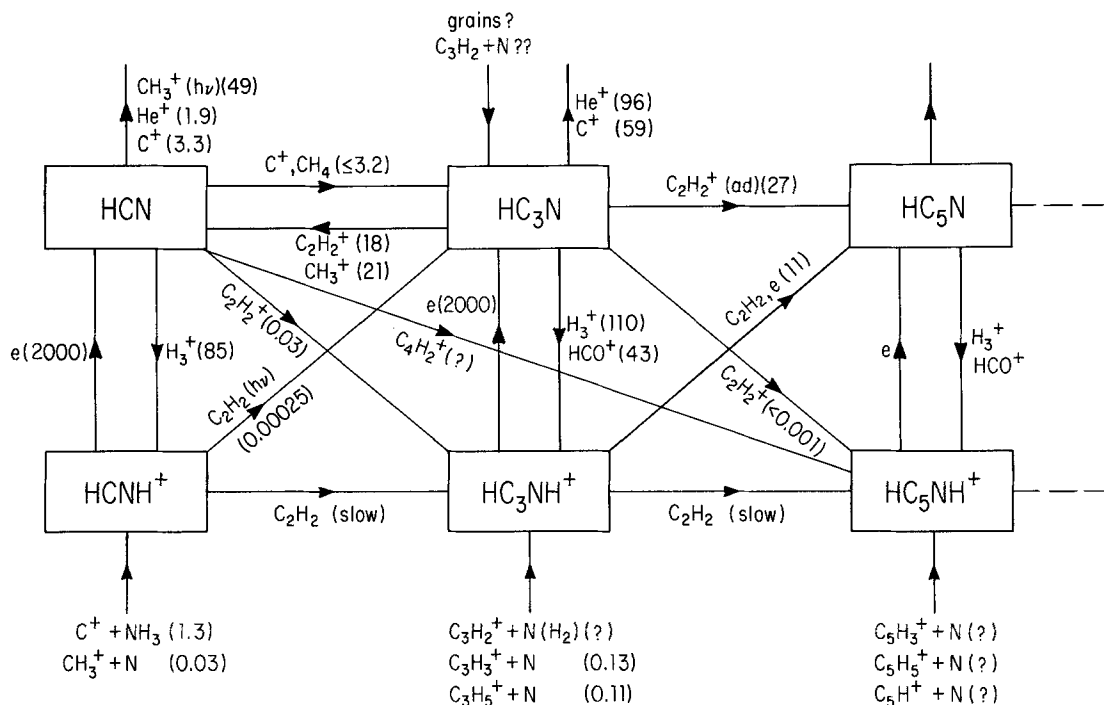 grains?
C₃H₂+N ??
CH₃⁺(hν)(49)
He⁺(1.9)
C⁺(3.3)
He⁺(96)
C⁺ (59)
HCN
C⁺,CH₄(≤3.2)
C₂H₂⁺(18)
CH₃⁺(21)
HC₃N
C₂H₂⁺(ad)(27)
HC₅N
e(2000)
H₃⁺(85)
C₂H₂⁺(0.03)
C₂H₂(hν)
(0.00025)
C₄H₂⁺(?)
e(2000)
H₃⁺(110)
HCO⁺(43)
C₂H₂,e(11)
C₂H₂⁺(<0.001)
e
H₃⁺
HCO⁺
HCNH⁺
C₂H₂ (slow)
HC₃NH⁺
C₂H₂ (slow)
HC₅NH⁺
C⁺+NH₃(1.3)
CH₃⁺+N (0.03)
C₃H₂⁺+N(H₂)(?)
C₃H₃⁺+N (0.13)
C₃H₅⁺+N (0.11)
C₅H₃⁺+N(?)
C₅H₅⁺+N(?)
C₅H⁺+N(?)